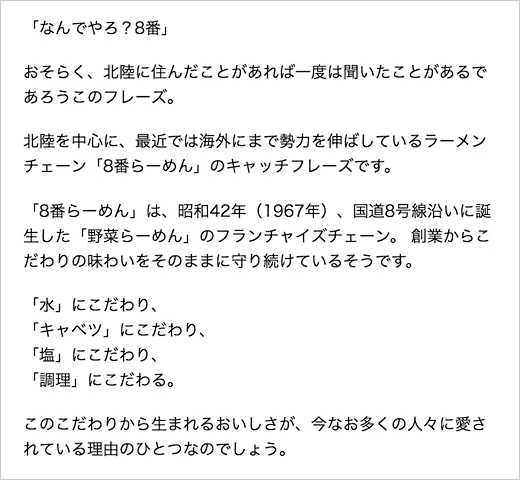 「なんでやろ？8番」
おそらく、北陸に住んだことがあれば一度は聞いたことがあるで
あろうこのフレーズ。
北陸を中心に、最近では海外にまで勢力を伸ばしているラーメン
チェーン「8番らーめん」のキャッチフレーズです。
「8番らーめん」は、昭和42年（1967年）、国道8号線沿いに誕
生した「野菜らーめん」のフランチャイズチェーン。 創業からこ
だわりの味わいをそのままに守り続けているそうです。
「水」にこだわり、
「キャベツ」にこだわり、
「塩」にこだわり、
「調理」にこだわる。
このこだわりから生まれるおいしさが、今なお多くの人々に愛さ
れている理由のひとつなのでしょう。